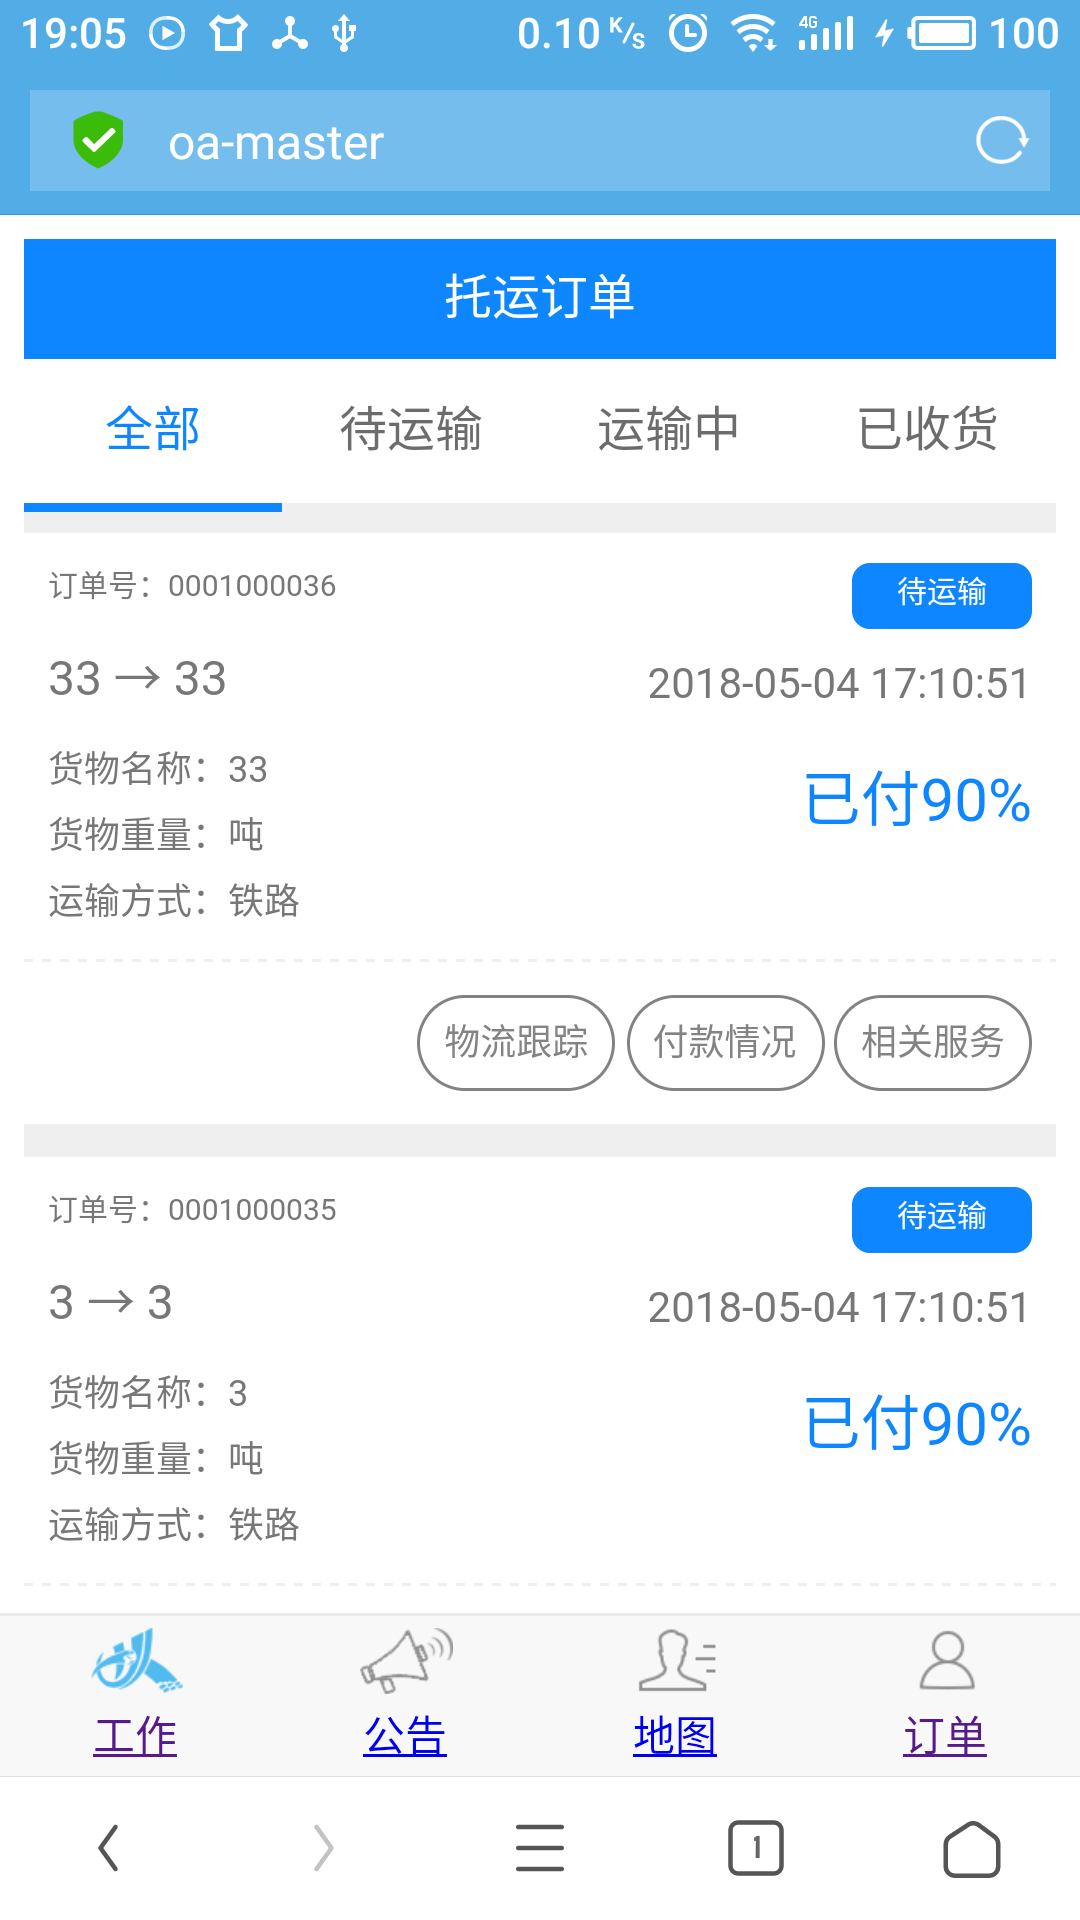 19:05 0.10 K/s 4G 100
oa-master
托运订单
全部 待运输 运输中 已收货
订单号：0001000036 待运输
33 → 33 2018-05-04 17:10:51
货物名称：33
已付90%
货物重量：吨
运输方式：铁路
物流跟踪 付款情况 相关服务
订单号：0001000035 待运输
3 → 3 2018-05-04 17:10:51
货物名称：3
已付90%
货物重量：吨
运输方式：铁路
工作 公告 地图 订单
1